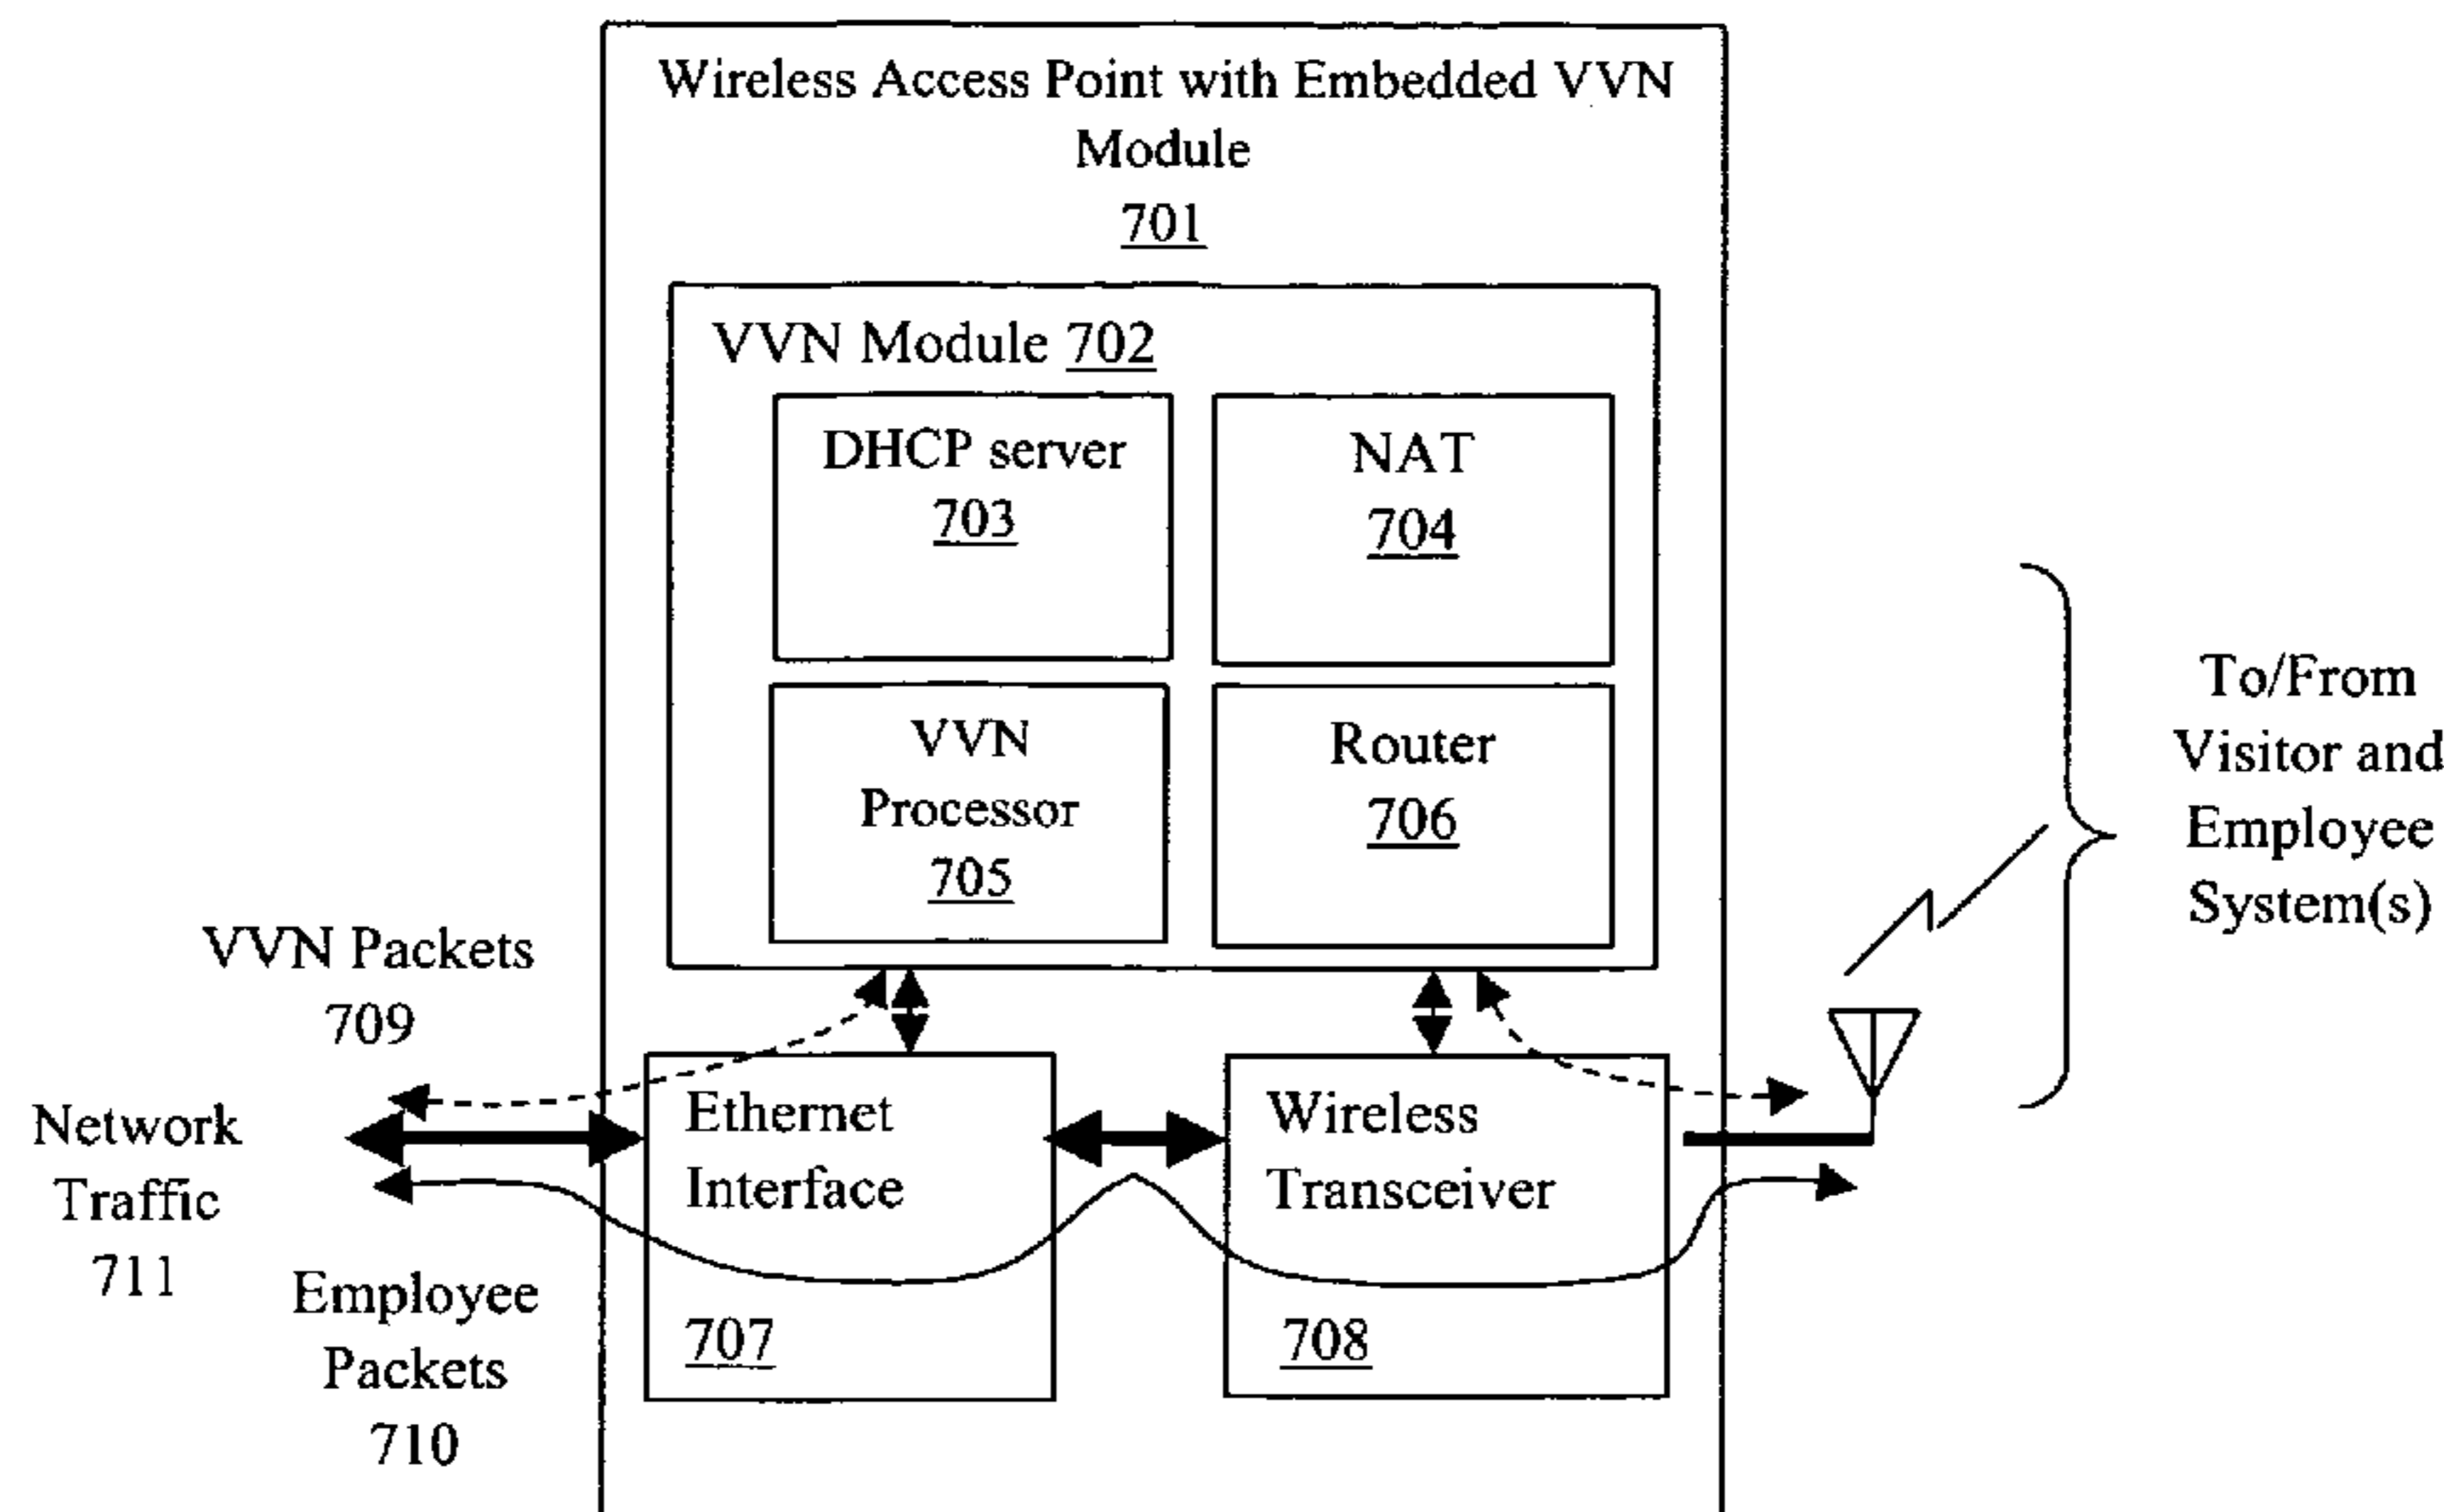 Wireless Access Point with Embedded VVN
Module
701
VVN Module 702
DHCP server
703
NAT
704
VVN
Processor
705
Router
706
To/From
Visitor and
Employee
System(s)
VVN Packets
709
Network
Traffic
711
Employee
Packets
710
Ethernet
Interface
707
Wireless
Transceiver
708